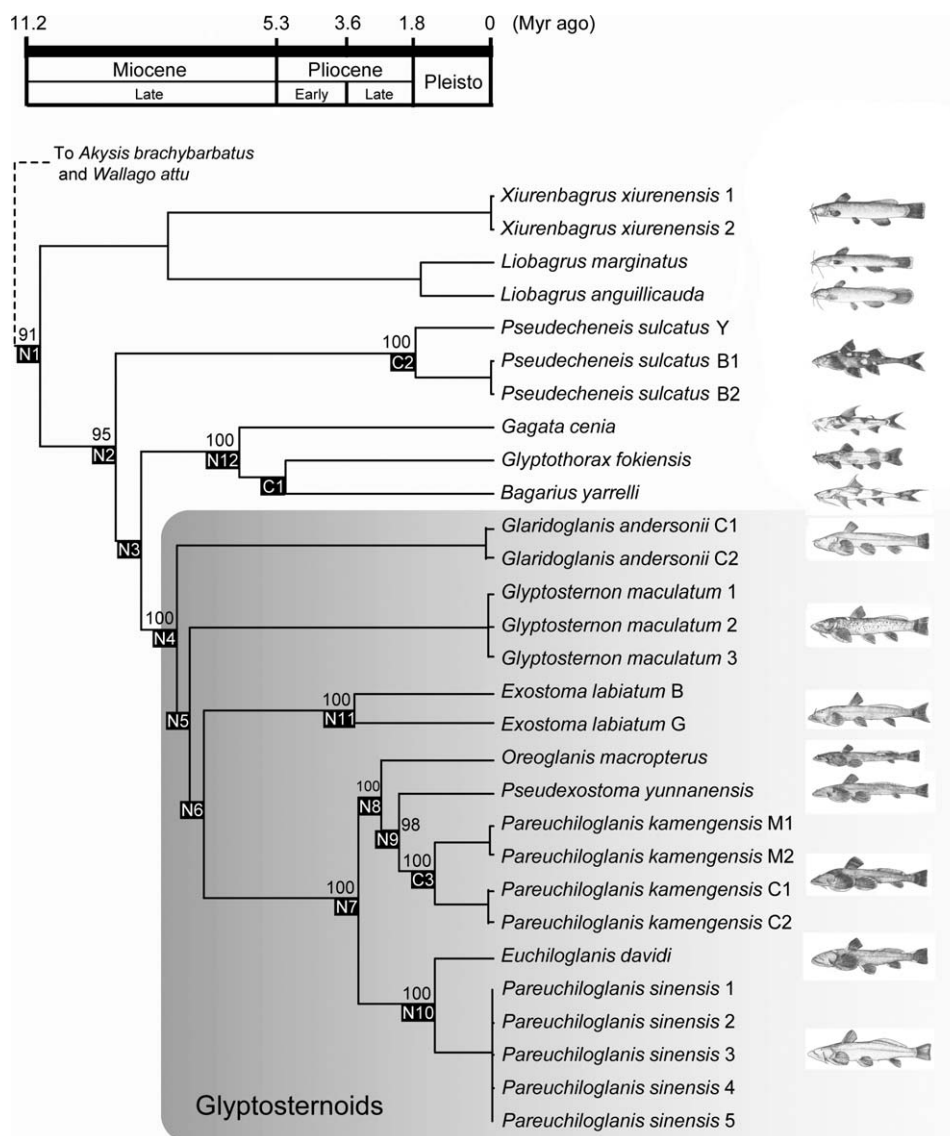 11.2 5.3 3.6 1.8 0 (Myr ago)
Miocene Pliocene Pleisto
Late Early Late
To Akysis brachybarbatus
and Wallago attu
Xiurenbagrus xiurenensis 1
Xiurenbagrus xiurenensis 2
Liobagrus marginatus
Liobagrus anguillicauda
Pseudecheneis sulcatus Y
91
N1
100
C2
Pseudecheneis sulcatus B1
Pseudecheneis sulcatus B2
Gagata cenia
95
N2
100
N12
Glyptothorax fokiensis
C1
Bagarius yarrelli
Glaridoglanis andersonii C1
N3
Glaridoglanis andersonii C2
Glyptosternon maculatum 1
Glyptosternon maculatum 2
100
N4
Glyptosternon maculatum 3
Exostoma labiatum B
100
N11
N5
Exostoma labiatum G
Oreoglanis macropterus
Pseudexostoma yunnanensis
100
N8
N6
98
N9
Pareuchiloglanis kamengensis M1
Pareuchiloglanis kamengensis M2
100
C3
Pareuchiloglanis kamengensis C1
100
N7
Pareuchiloglanis kamengensis C2
Euchiloglanis davidi
Pareuchiloglanis sinensis 1
100
N10
Pareuchiloglanis sinensis 2
Pareuchiloglanis sinensis 3
Pareuchiloglanis sinensis 4
Glyptosternoids
Pareuchiloglanis sinensis 5